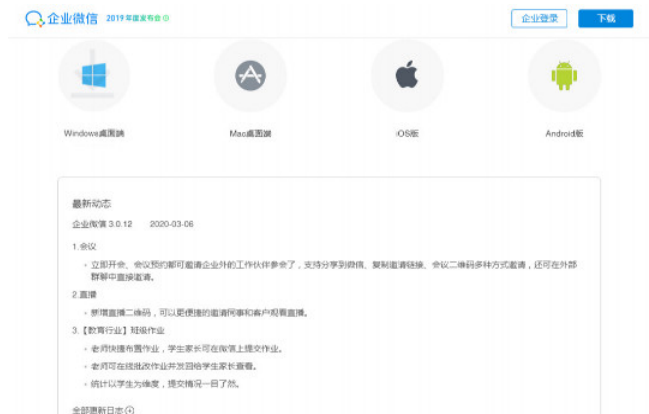 企业微信 2019年度发布会
企业登录 下载
Windows桌面端 Mac桌面端 iOS版 Android版
最新动态
企业微信 3.0.12 2020-03-06
1.会议
立即开会、会议预约都可邀请企业外的工作伙伴参会了，支持分享到微信、复制邀请链接、会议二维码多种方式邀请，还可在外部
群聊中直接邀请。
2.直播
新增直播二维码，可以更便捷的邀请同事和客户观看直播。
3.【教育行业】班级作业
老师快捷布置作业，学生家长可在微信上提交作业。
老师可在线批改作业并发回给学生家长查看。
统计以学生为维度，提交情况一目了然。
全部更新日志